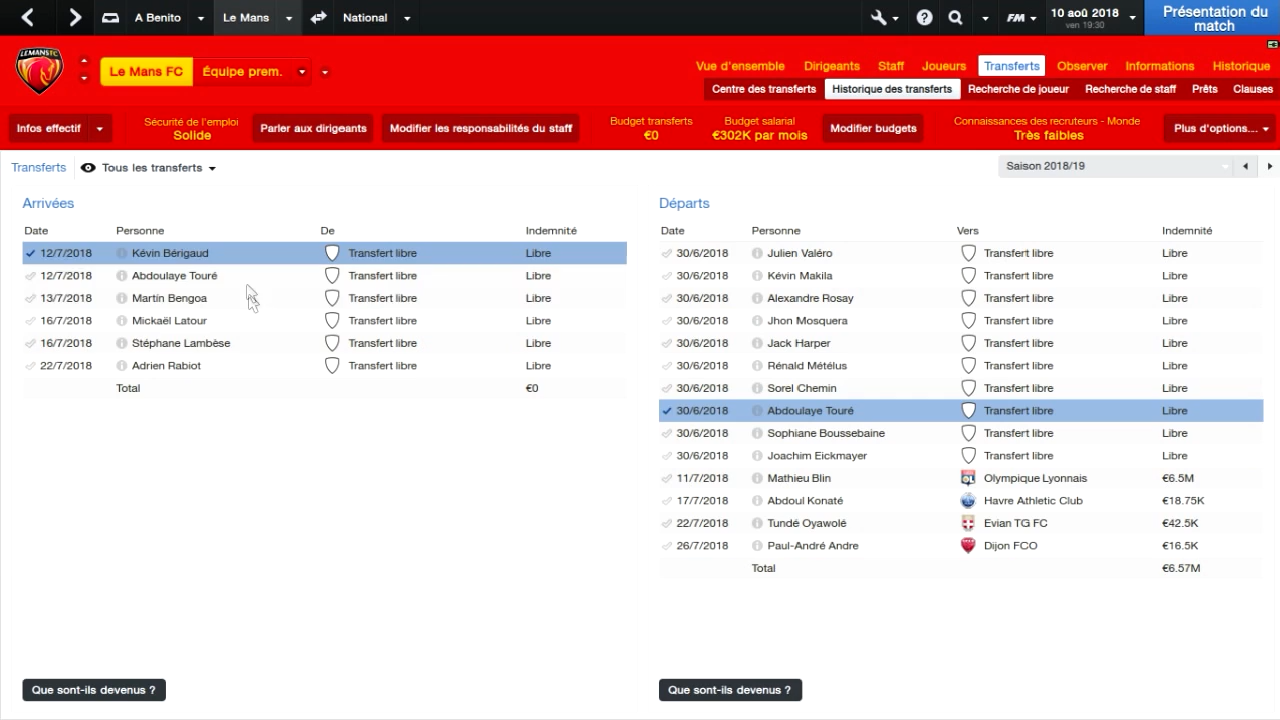 A Benito Le Mans National FM 10 aoû 2018 ven 19:30 Présentation du match
LEMANS FC Le Mans FC Équipe prem. Vue d'ensemble Dirigeants Staff Joueurs Transferts Observer Informations Historique
Centre des transferts Historique des transferts Recherche de joueur Recherche de staff Prêts Clauses
Infos effectif Sécurité de l'emploi Solide Parler aux dirigeants Modifier les responsabilités du staff Budget transferts €0 Budget salarial €302K par mois Modifier budgets Connaissances des recruteurs - Monde Très faibles Plus d'options...
Transferts Tous les transferts Saison 2018/19
Arrivées
Date Personne De Indemnité
12/7/2018 Kévin Bérigaud Transfert libre Libre
12/7/2018 Abdoulaye Touré Transfert libre Libre
13/7/2018 Martín Bengoa Transfert libre Libre
16/7/2018 Mickaël Latour Transfert libre Libre
16/7/2018 Stéphane Lambèse Transfert libre Libre
22/7/2018 Adrien Rabiot Transfert libre Libre
Total €0
Que sont-ils devenus ?
Départs
Date Personne Vers Indemnité
30/6/2018 Julien Valéro Transfert libre Libre
30/6/2018 Kévin Makila Transfert libre Libre
30/6/2018 Alexandre Rosay Transfert libre Libre
30/6/2018 Jhon Mosquera Transfert libre Libre
30/6/2018 Jack Harper Transfert libre Libre
30/6/2018 Rénald Métélus Transfert libre Libre
30/6/2018 Sorel Chemin Transfert libre Libre
30/6/2018 Abdoulaye Touré Transfert libre Libre
30/6/2018 Sophiane Boussebaine Transfert libre Libre
30/6/2018 Joachim Eickmayer Transfert libre Libre
11/7/2018 Mathieu Blin Olympique Lyonnais €6.5M
17/7/2018 Abdoul Konaté Havre Athletic Club €18.75K
22/7/2018 Tundé Oyawolé Evian TG FC €42.5K
26/7/2018 Paul-André Andre Dijon FCO €16.5K
Total €6.57M
Que sont-ils devenus ?